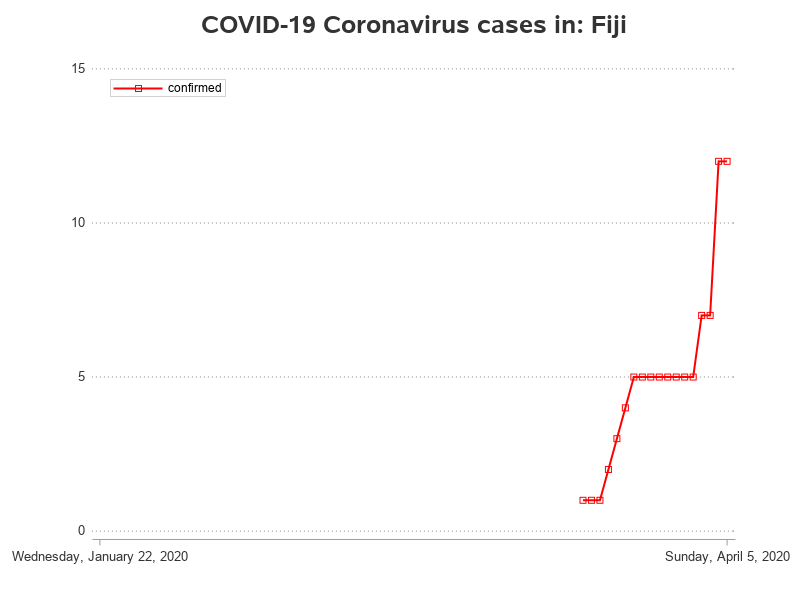 COVID-19 Coronavirus cases in: Fiji
15
confirmed
10
5
0
Wednesday, January 22, 2020
Sunday, April 5, 2020